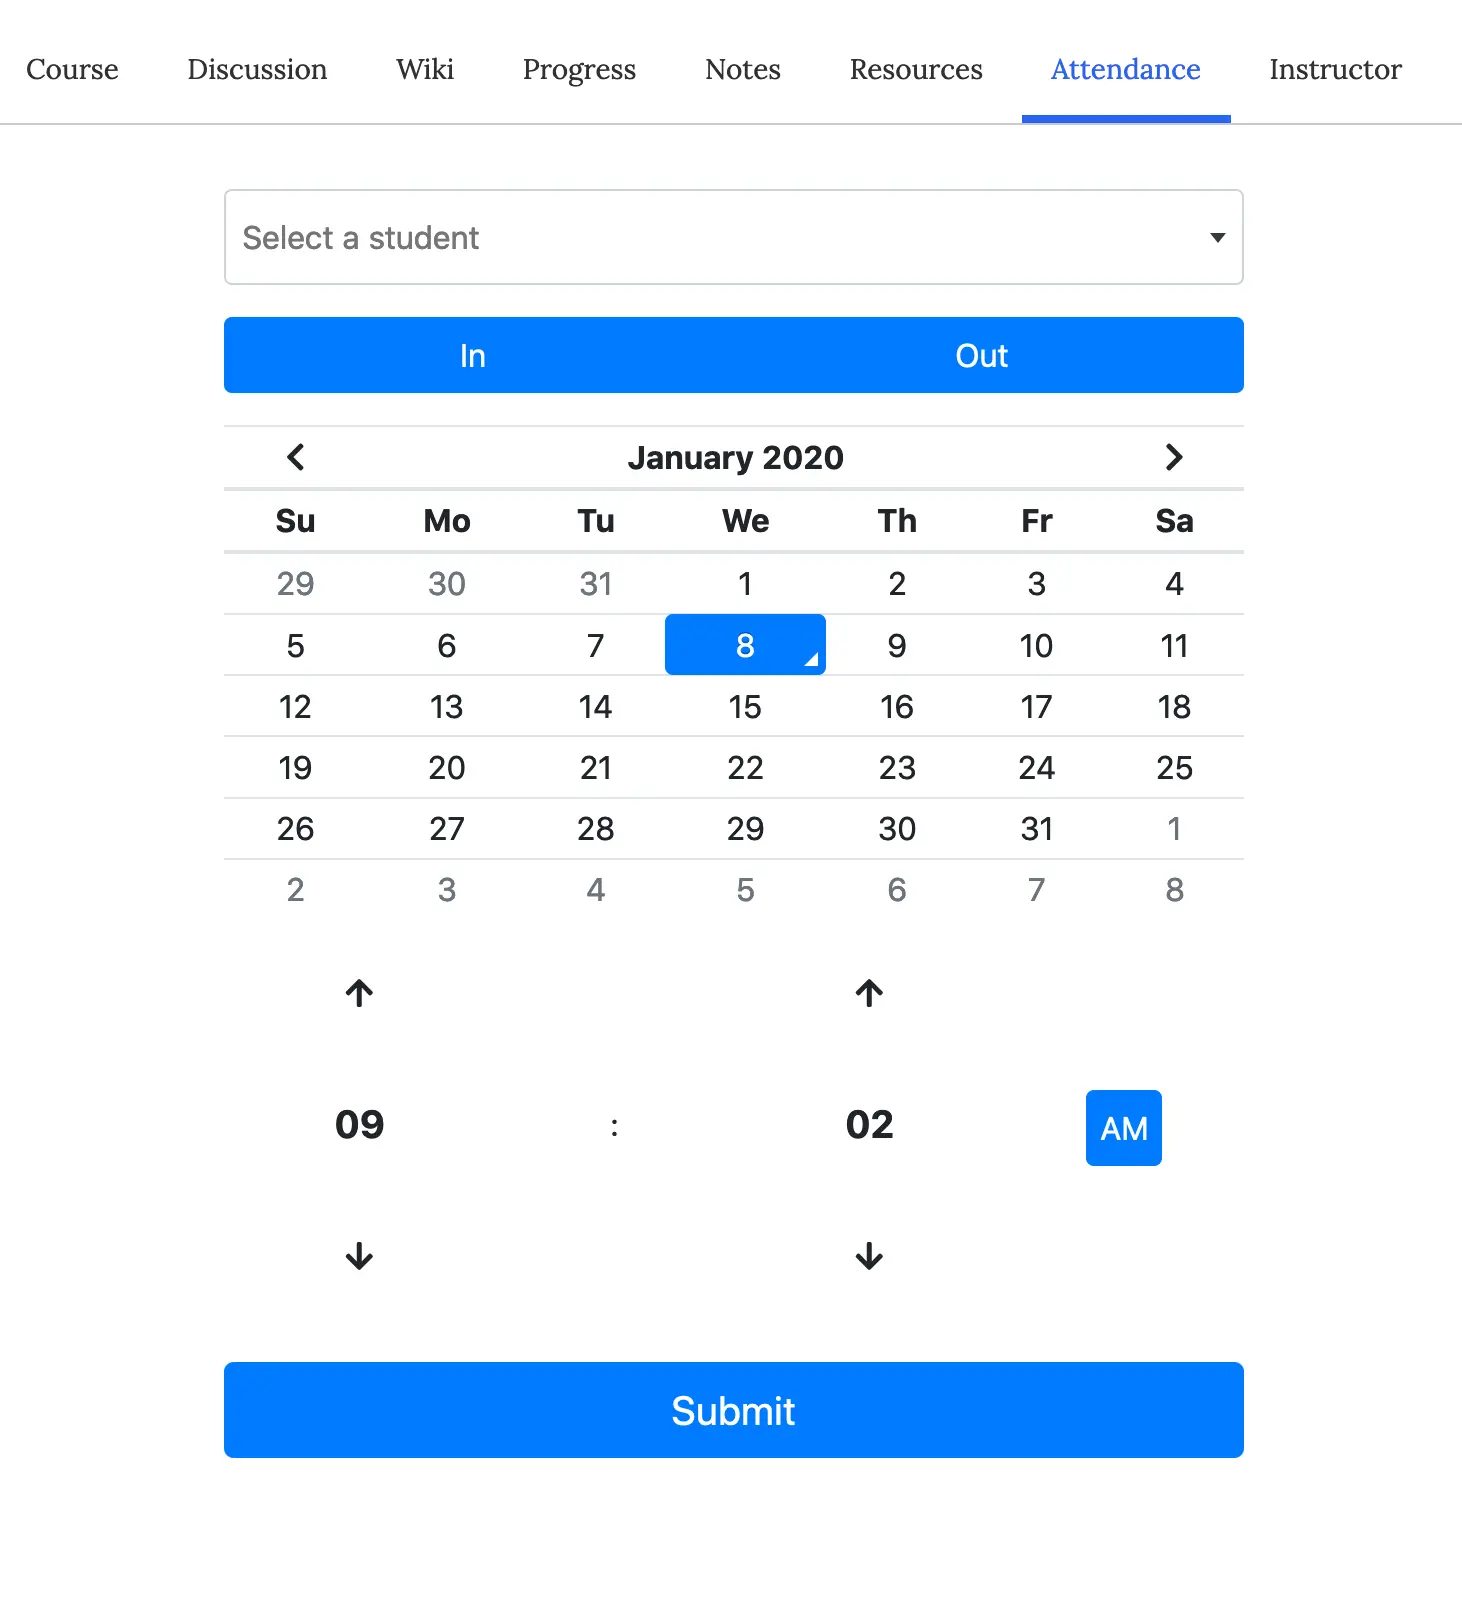 Course Discussion Wiki Progress Notes Resources Attendance Instructor
Select a student
In Out
January 2020
Su Mo Tu We Th Fr Sa
29 30 31 1 2 3 4
5 6 7 8 9 10 11
12 13 14 15 16 17 18
19 20 21 22 23 24 25
26 27 28 29 30 31 1
2 3 4 5 6 7 8
09 : 02 AM
Submit